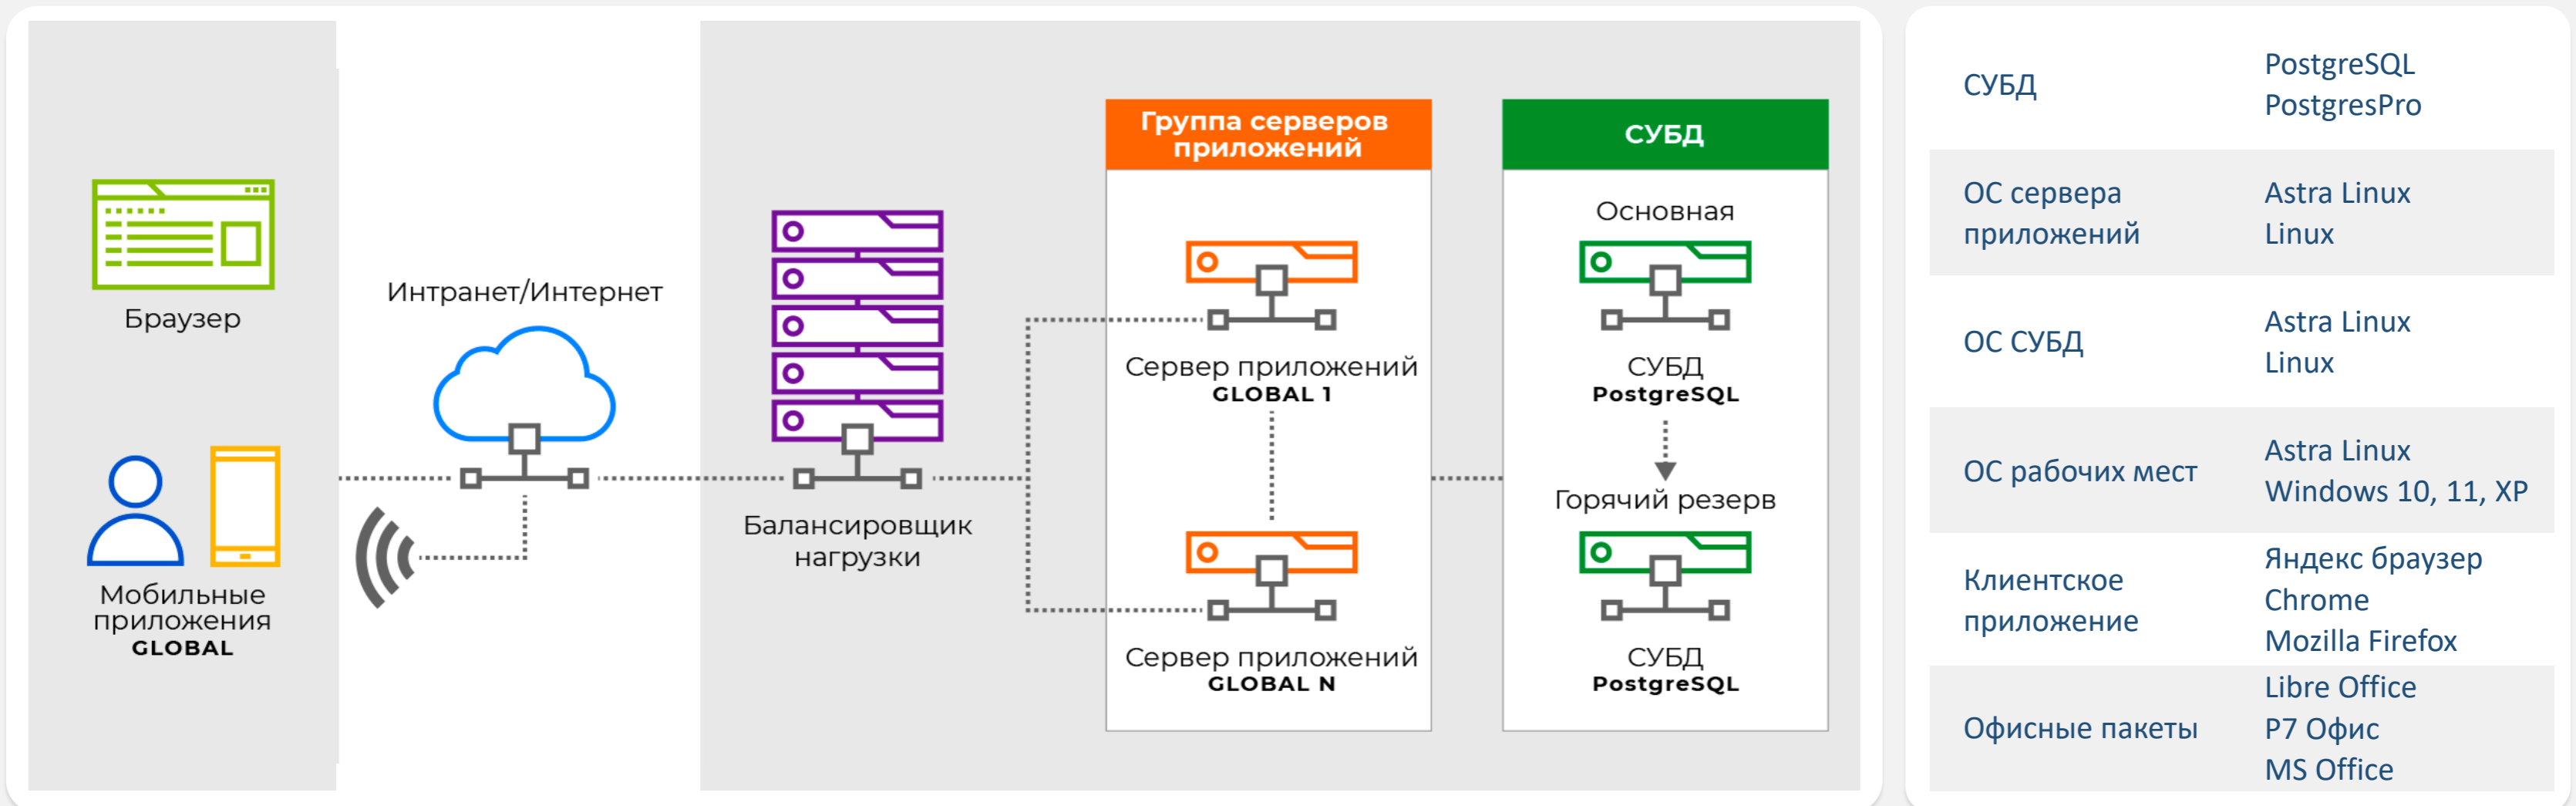 Браузер
Мобильные
приложения
GLOBAL
Интранет/Интернет
Балансировщик
нагрузки
Группа серверов
приложений
Сервер приложений
GLOBAL 1
Сервер приложений
GLOBAL N
СУБД
Основная
СУБД
PostgreSQL
Горячий резерв
СУБД
PostgreSQL
СУБД
PostgreSQL
PostgresPro
ОС сервера
приложений
Astra Linux
Linux
ОС СУБД
Astra Linux
Linux
ОС рабочих мест
Astra Linux
Windows 10, 11, XP
Клиентское
приложение
Яндекс браузер
Chrome
Mozilla Firefox
Офисные пакеты
Libre Office
Р7 Офис
MS Office